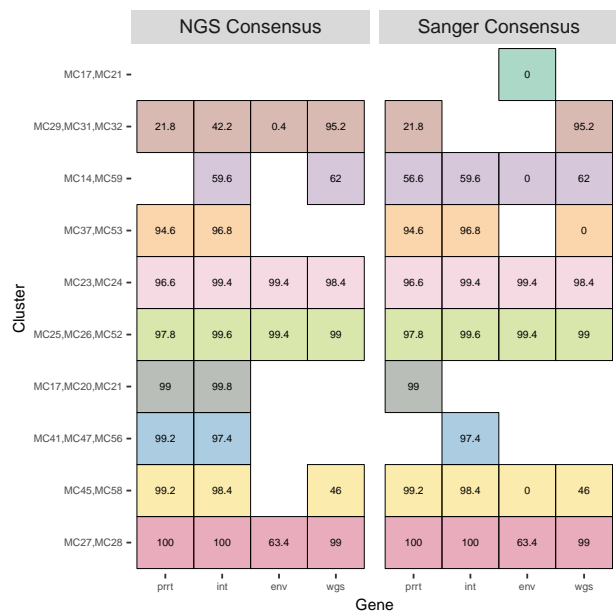 NGS Consensus Sanger Consensus
MC17,MC21 0
MC29,MC31,MC32 21.8 42.2 0.4 95.2 21.8 95.2
MC14,MC59 59.6 62 56.6 59.6 0 62
MC37,MC53 94.6 96.8 94.6 96.8 0
MC23,MC24 96.6 99.4 99.4 98.4 96.6 99.4 99.4 98.4
Cluster
MC25,MC26,MC52 97.8 99.6 99.4 99 97.8 99.6 99.4 99
MC17,MC20,MC21 99 99.8 99
MC41,MC47,MC56 99.2 97.4 97.4
MC45,MC58 99.2 98.4 46 99.2 98.4 0 46
MC27,MC28 100 100 63.4 99 100 100 63.4 99
prrt int env wgs prrt int env wgs
Gene